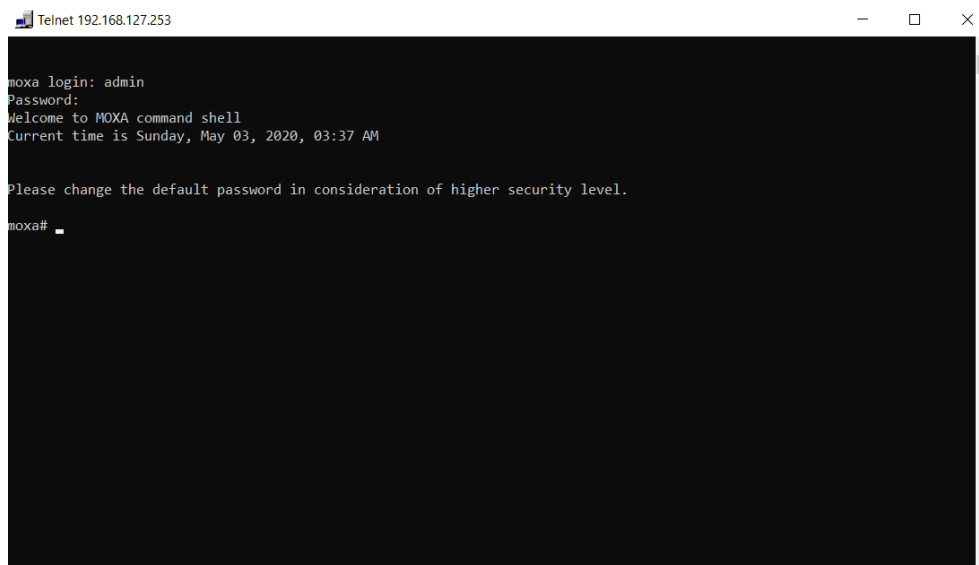 Telnet 192.168.127.253
moxa login: admin
Password:
Welcome to MOXA command shell
Current time is Sunday, May 03, 2020, 03:37 AM
Please change the default password in consideration of higher security level.
moxa#